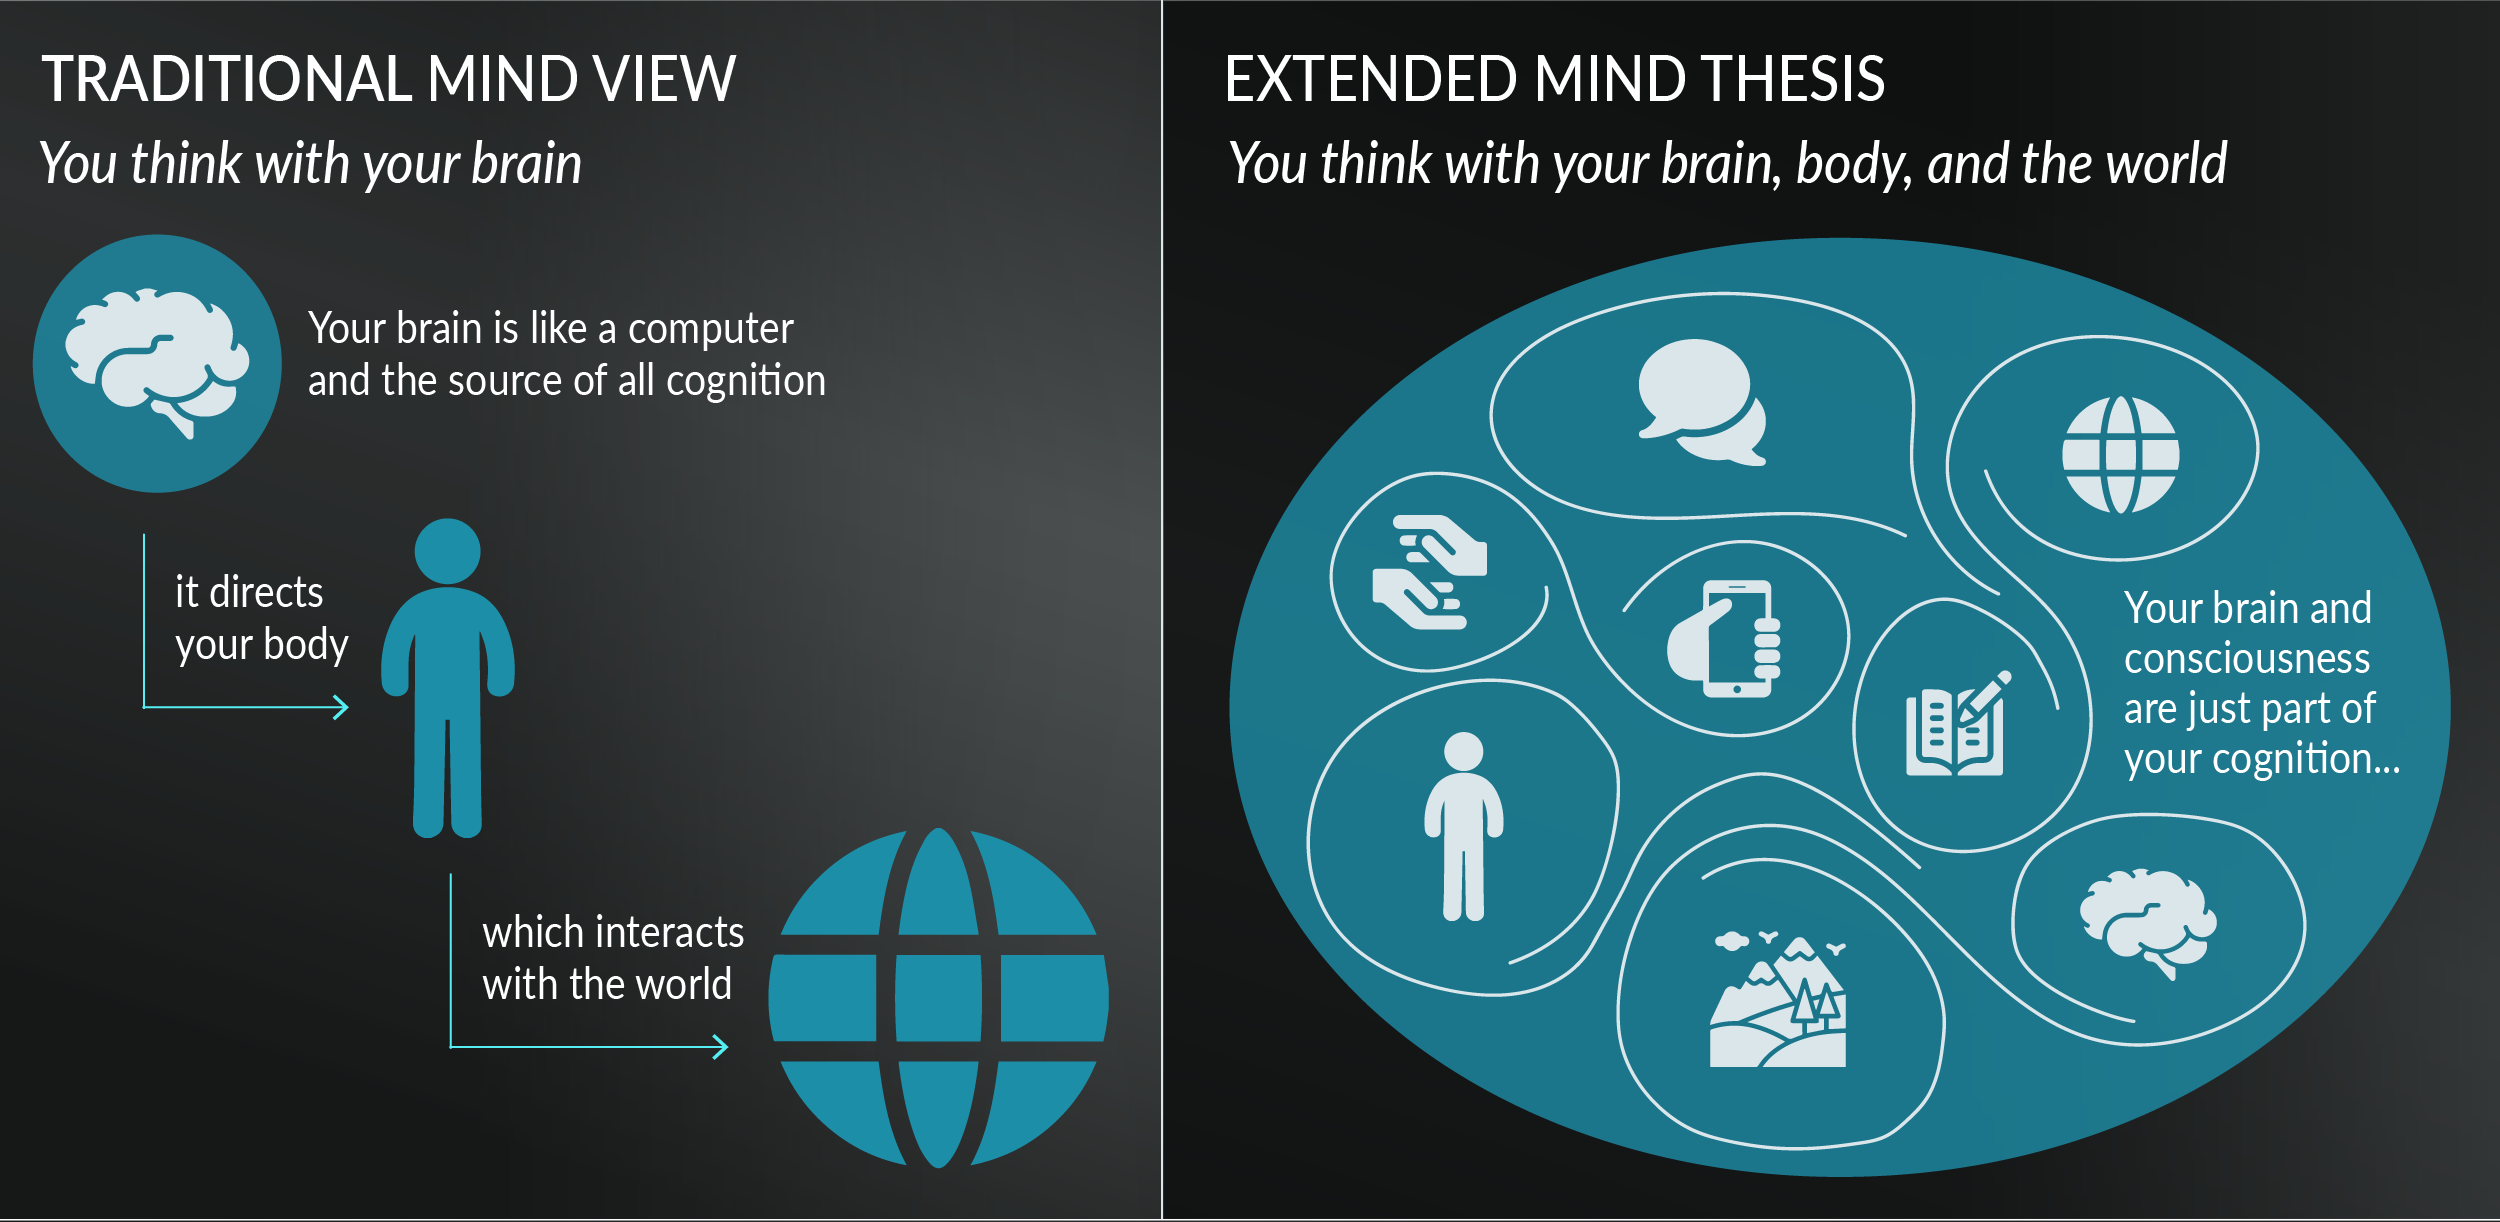 TRADITIONAL MIND VIEW
You think with your brain
Your brain is like a computer
and the source of all cognition
it directs
your body
which interacts
with the world
EXTENDED MIND THESIS
You think with your brain, body, and the world
Your brain and
consciousness
are just part of
your cognition...